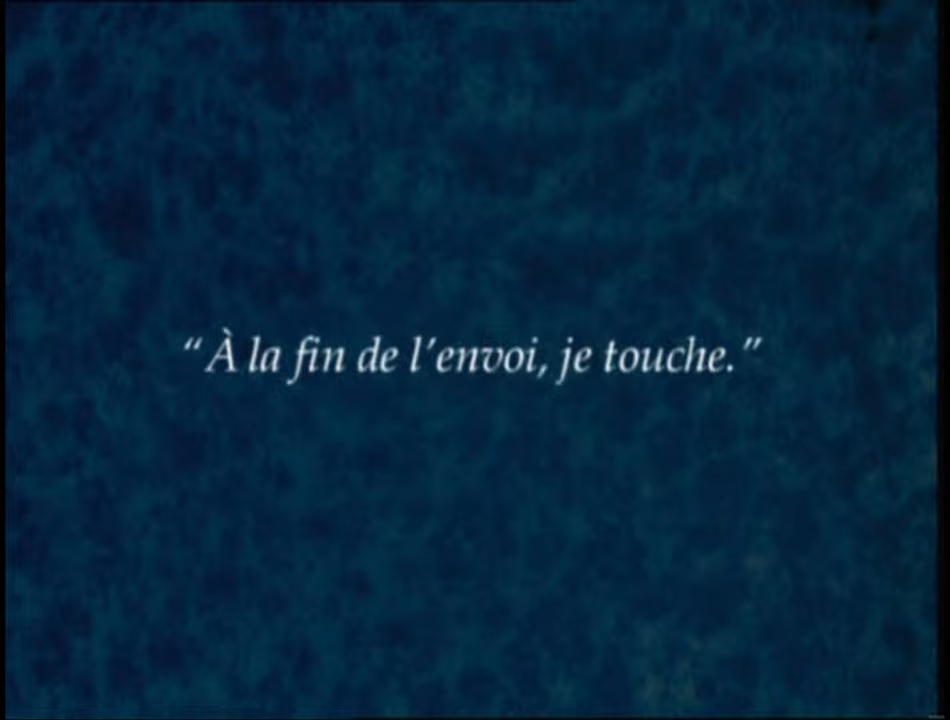 “À la fin de l’envoi, je touche.”